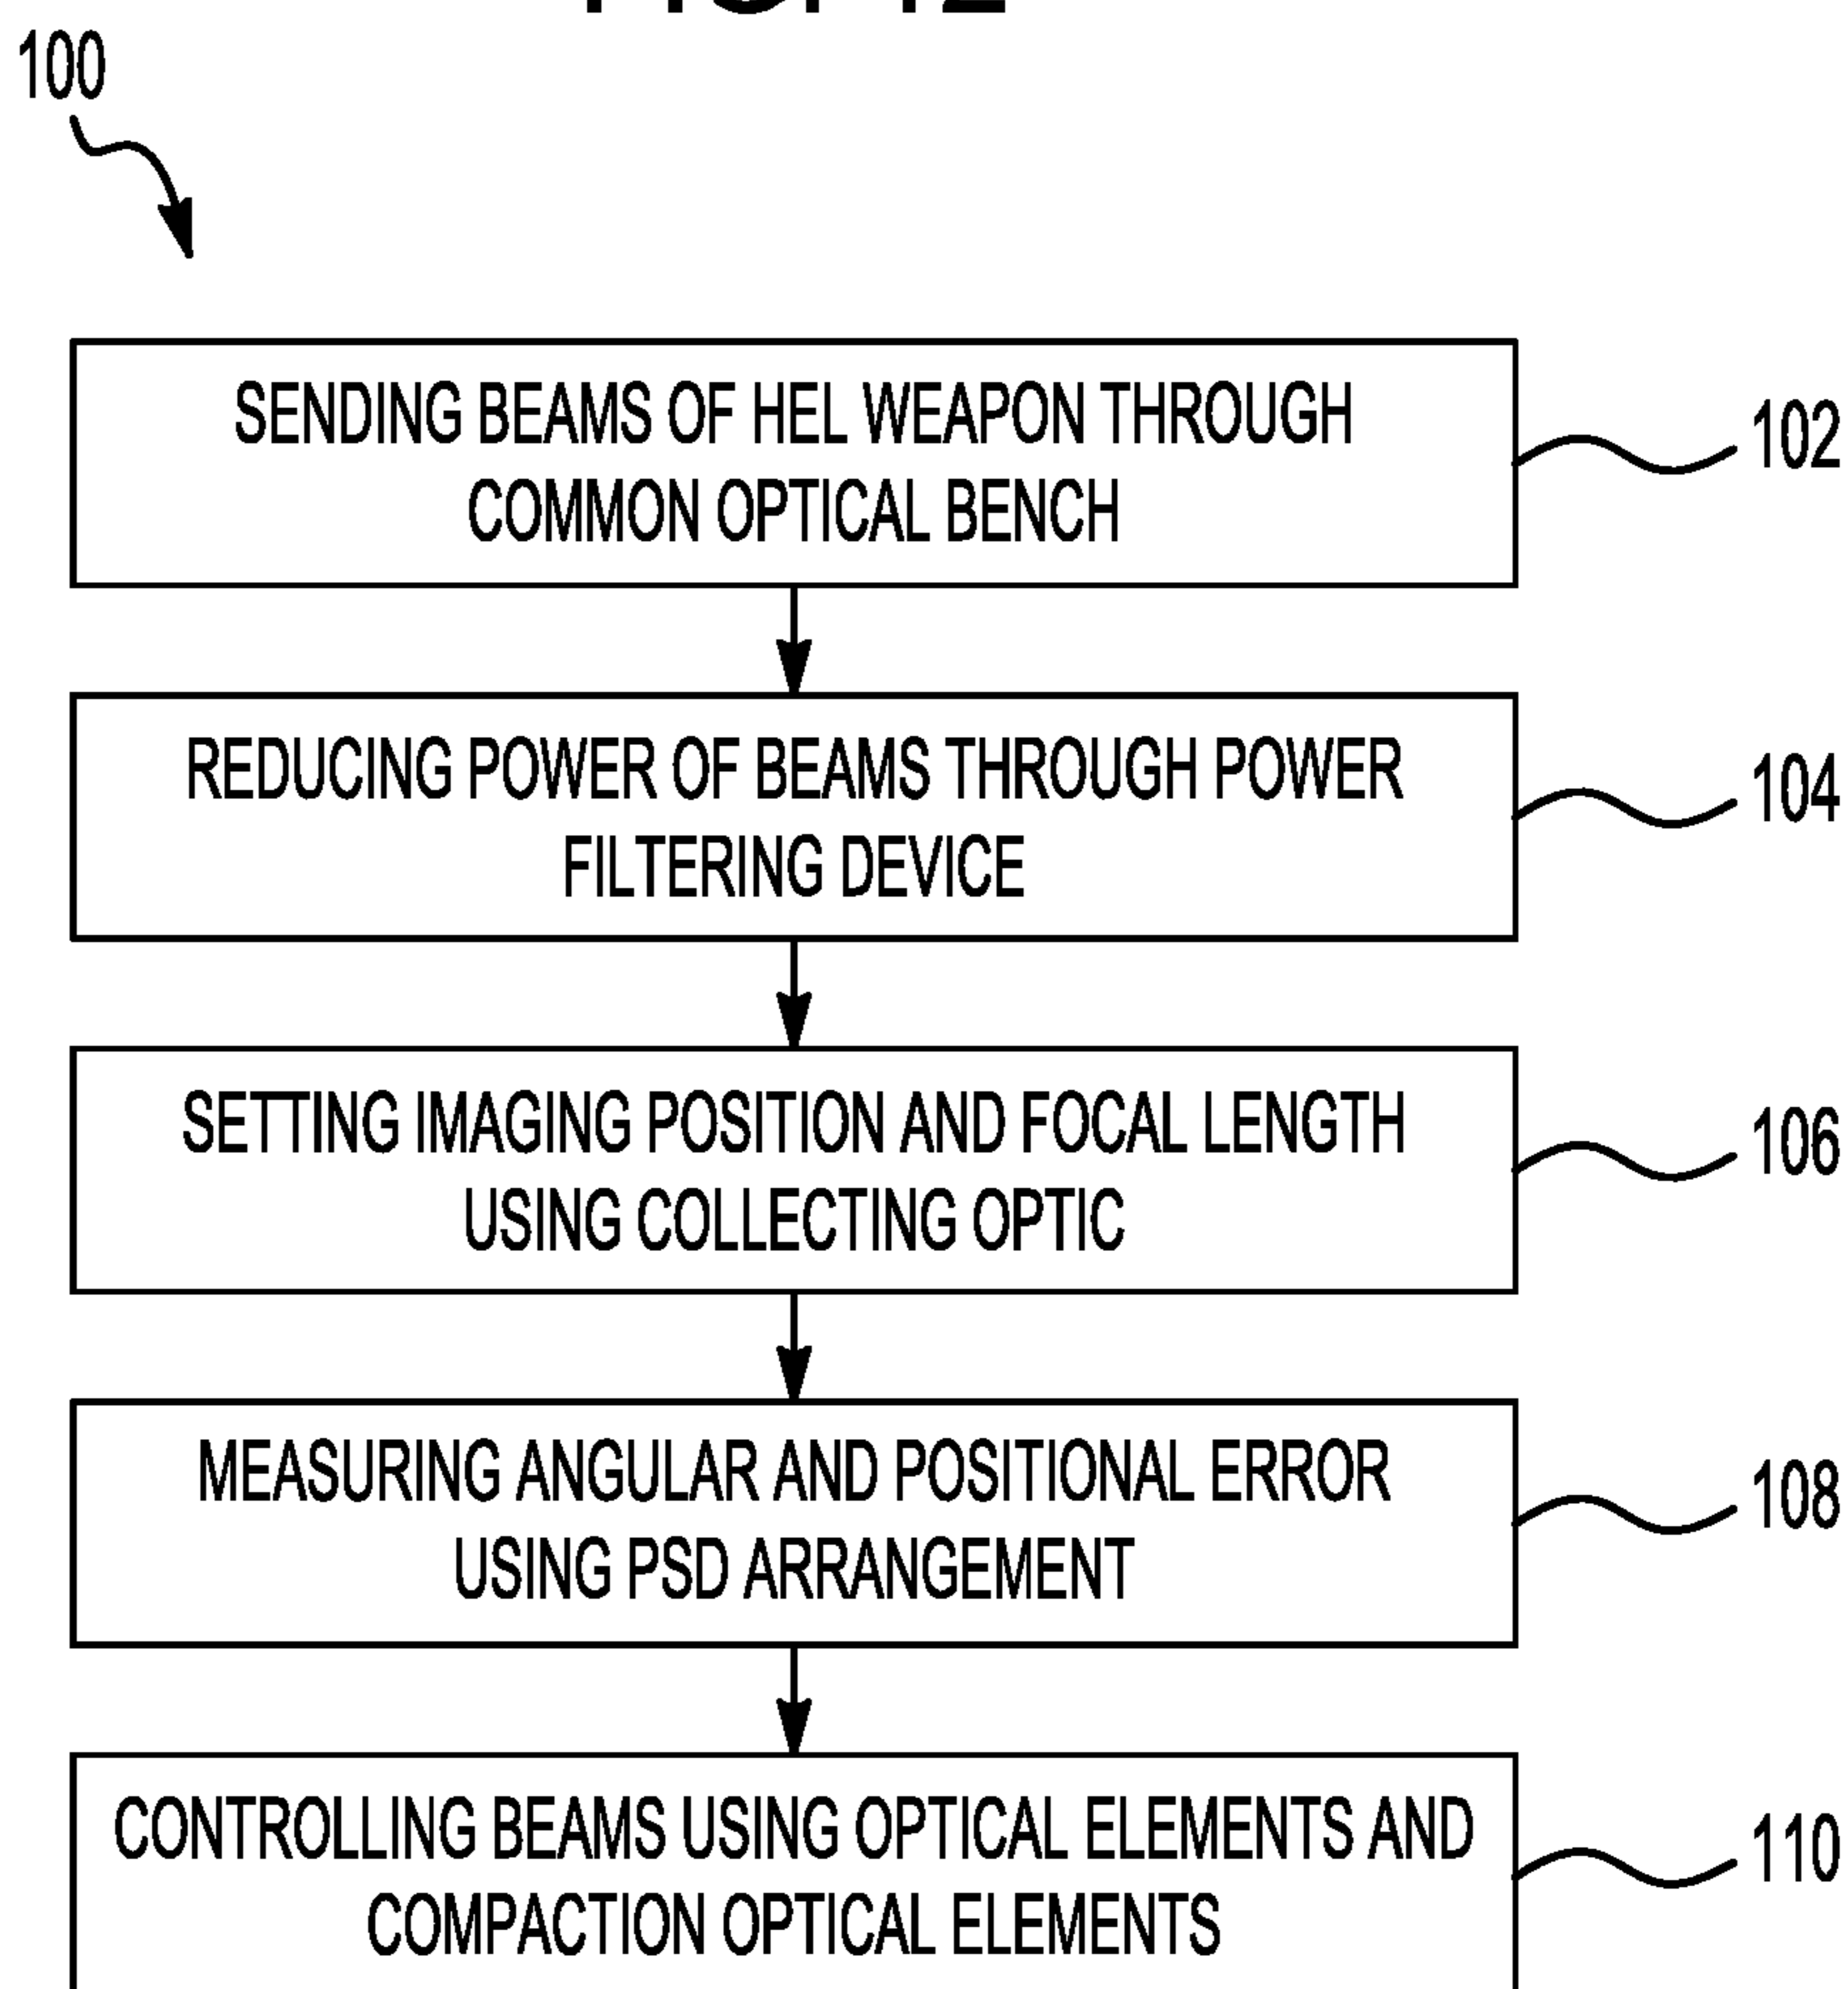 100
SENDING BEAMS OF HEL WEAPON THROUGH
COMMON OPTICAL BENCH
102
REDUCING POWER OF BEAMS THROUGH POWER
FILTERING DEVICE
104
SETTING IMAGING POSITION AND FOCAL LENGTH
USING COLLECTING OPTIC
106
MEASURING ANGULAR AND POSITIONAL ERROR
USING PSD ARRANGEMENT
108
CONTROLLING BEAMS USING OPTICAL ELEMENTS AND
COMPACTION OPTICAL ELEMENTS
110